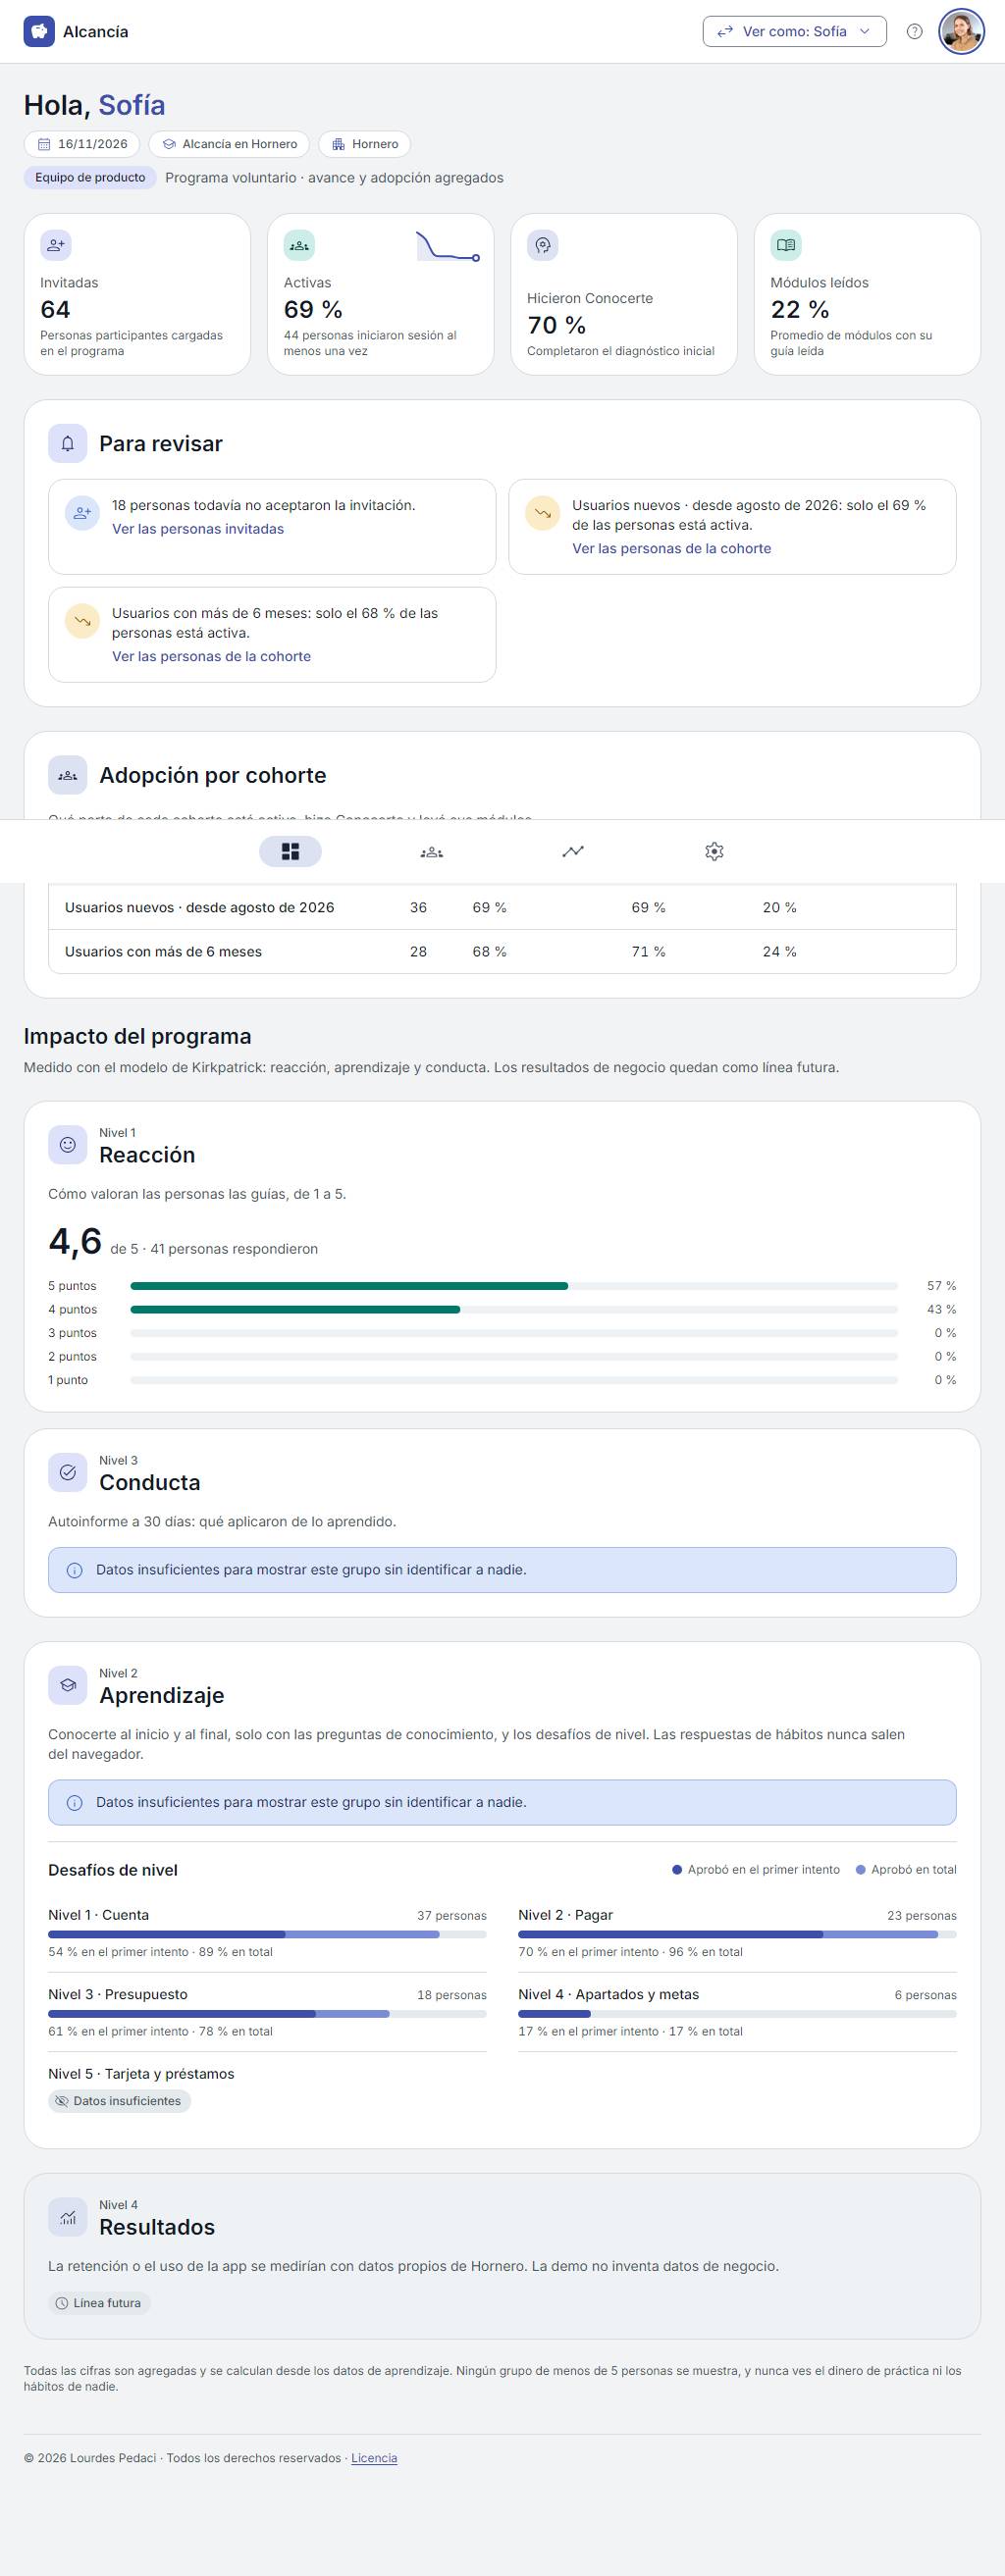 Alcancía
Ver como: Sofía
Hola, Sofía
16/11/2026
Alcancía en Hornero
Hornero
Equipo de producto
Programa voluntario · avance y adopción agregados
Invitadas
64
Personas participantes cargadas
en el programa
Activas
69 %
44 personas iniciaron sesión al
menos una vez
Hicieron Conocerte
70 %
Completaron el diagnóstico inicial
Módulos leídos
22 %
Promedio de módulos con su
guía leída
Para revisar
18 personas todavía no aceptaron la invitación.
Ver las personas invitadas
Usuarios nuevos · desde agosto de 2026: solo el 69 %
de las personas está activa.
Ver las personas de la cohorte
Usuarios con más de 6 meses: solo el 68 % de las
personas está activa.
Ver las personas de la cohorte
Adopción por cohorte
Usuarios nuevos · desde agosto de 2026 36 69 % 69 % 20 %
Usuarios con más de 6 meses 28 68 % 71 % 24 %
Impacto del programa
Medido con el modelo de Kirkpatrick: reacción, aprendizaje y conducta. Los resultados de negocio quedan como línea futura.
Nivel 1
Reacción
Cómo valoran las personas las guías, de 1 a 5.
4,6 de 5 · 41 personas respondieron
5 puntos 57 %
4 puntos 43 %
3 puntos 0 %
2 puntos 0 %
1 punto 0 %
Nivel 3
Conducta
Autoinforme a 30 días: qué aplicaron de lo aprendido.
Datos insuficientes para mostrar este grupo sin identificar a nadie.
Nivel 2
Aprendizaje
Conocerte al inicio y al final, solo con las preguntas de conocimiento, y los desafíos de nivel. Las respuestas de hábitos nunca salen
del navegador.
Datos insuficientes para mostrar este grupo sin identificar a nadie.
Desafíos de nivel
Aprobó en el primer intento
Aprobó en total
Nivel 1 · Cuenta 37 personas
54 % en el primer intento · 89 % en total
Nivel 2 · Pagar 23 personas
70 % en el primer intento · 96 % en total
Nivel 3 · Presupuesto 18 personas
61 % en el primer intento · 78 % en total
Nivel 4 · Apartados y metas 6 personas
17 % en el primer intento · 17 % en total
Nivel 5 · Tarjeta y préstamos
Datos insuficientes
Nivel 4
Resultados
La retención o el uso de la app se medirían con datos propios de Hornero. La demo no inventa datos de negocio.
Línea futura
Todas las cifras son agregadas y se calculan desde los datos de aprendizaje. Ningún grupo de menos de 5 personas se muestra, y nunca ves el dinero de práctica ni los
hábitos de nadie.
© 2026 Lourdes Pedaci · Todos los derechos reservados · Licencia